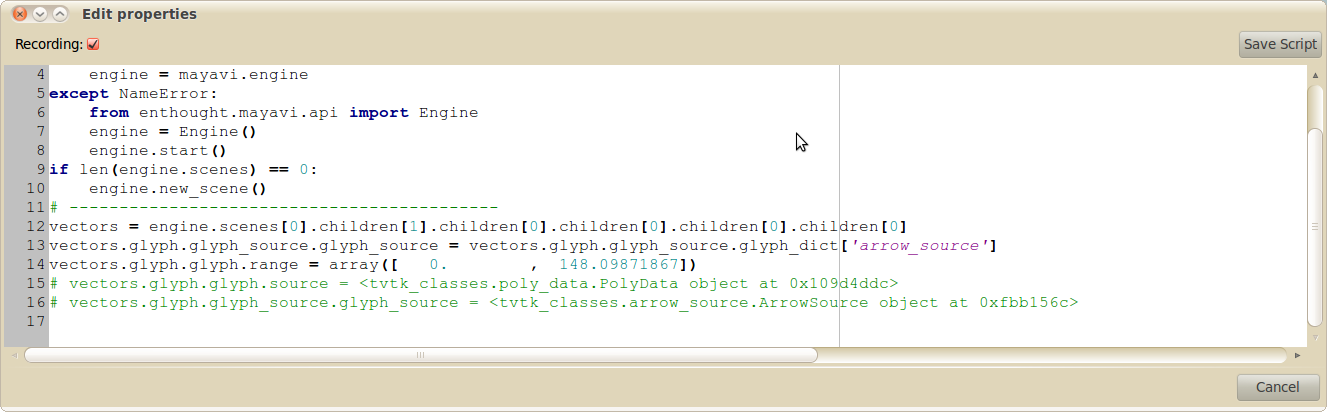 Edit properties
Recording:
Save Script
4     engine = mayavi.engine
5 except NameError:
6     from enthought.mayavi.api import Engine
7     engine = Engine()
8     engine.start()
9 if len(engine.scenes) == 0:
10     engine.new_scene()
11 # -------------------------------------------
12 vectors = engine.scenes[0].children[1].children[0].children[0].children[0].children[0]
13 vectors.glyph.glyph_source.glyph_source = vectors.glyph.glyph_source.glyph_dict['arrow_source']
14 vectors.glyph.glyph.range = array([   0.        ,  148.09871867])
15 # vectors.glyph.glyph.source = <tvtk_classes.poly_data.PolyData object at 0x109d4ddc>
16 # vectors.glyph.glyph_source.glyph_source = <tvtk_classes.arrow_source.ArrowSource object at 0xfbb156c>
17
Cancel